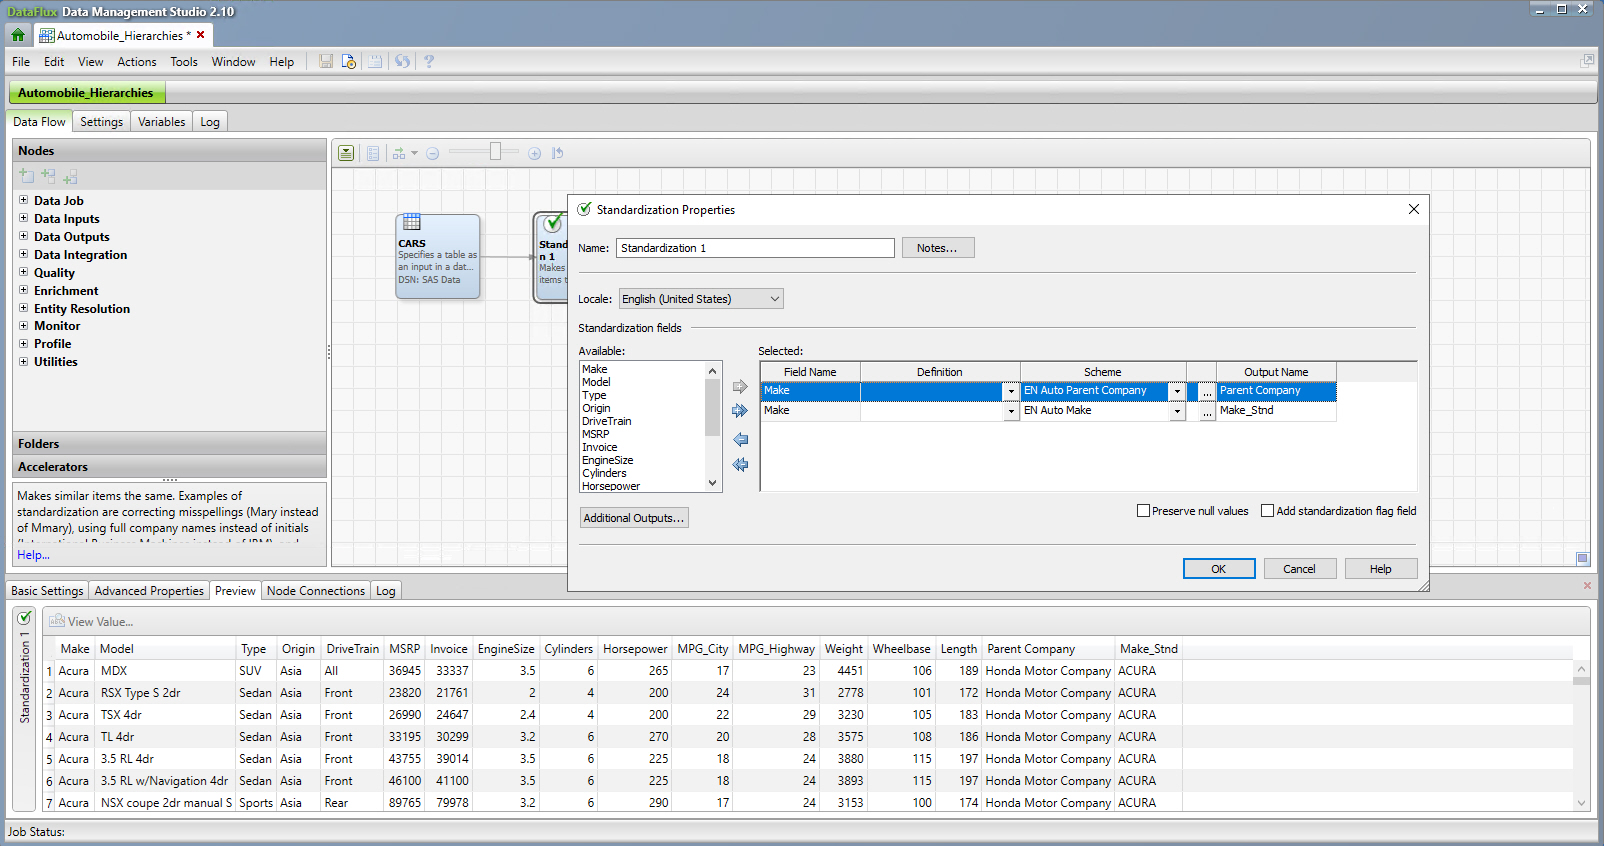 DataFlux Data Management Studio 2.10
Automobile_Hierarchies *
File Edit View Actions Tools Window Help
Automobile_Hierarchies
Data Flow Settings Variables Log
Nodes
Data Job
Data Inputs
Data Outputs
Data Integration
Quality
Enrichment
Entity Resolution
Monitor
Profile
Utilities
Folders
Accelerators
Makes similar items the same. Examples of
standardization are correcting misspellings (Mary instead
of Mmary), using full company names instead of initials
(International Business Machines instead of IBM), and
Help...
CARS
Specifies a table as
an input in a dat...
DSN: SAS Data
Stand
n 1
Makes
items t
Standardization Properties
Name: Standardization 1 Notes...
Locale: English (United States)
Standardization fields
Available:
Make
Model
Type
Origin
DriveTrain
MSRP
Invoice
EngineSize
Cylinders
Horsepower
Additional Outputs...
Selected:
Field Name Definition Scheme Output Name
Make EN Auto Parent Company ... Parent Company
Make EN Auto Make ... Make_Stnd
Preserve null values Add standardization flag field
OK Cancel Help
Basic Settings Advanced Properties Preview Node Connections Log
Standardization 1
View Value...
Make Model Type Origin DriveTrain MSRP Invoice EngineSize Cylinders Horsepower MPG_City MPG_Highway Weight Wheelbase Length Parent Company Make_Stnd
1 Acura MDX SUV Asia All 36945 33337 3.5 6 265 17 23 4451 106 189 Honda Motor Company ACURA
2 Acura RSX Type S 2dr Sedan Asia Front 23820 21761 2 4 200 24 31 2778 101 172 Honda Motor Company ACURA
3 Acura TSX 4dr Sedan Asia Front 26990 24647 2.4 4 200 22 29 3230 105 183 Honda Motor Company ACURA
4 Acura TL 4dr Sedan Asia Front 33195 30299 3.2 6 270 20 28 3575 108 186 Honda Motor Company ACURA
5 Acura 3.5 RL 4dr Sedan Asia Front 43755 39014 3.5 6 225 18 24 3880 115 197 Honda Motor Company ACURA
6 Acura 3.5 RL w/Navigation 4dr Sedan Asia Front 46100 41100 3.5 6 225 18 24 3893 115 197 Honda Motor Company ACURA
7 Acura NSX coupe 2dr manual S Sports Asia Rear 89765 79978 3.2 6 290 17 24 3153 100 174 Honda Motor Company ACURA
Job Status: